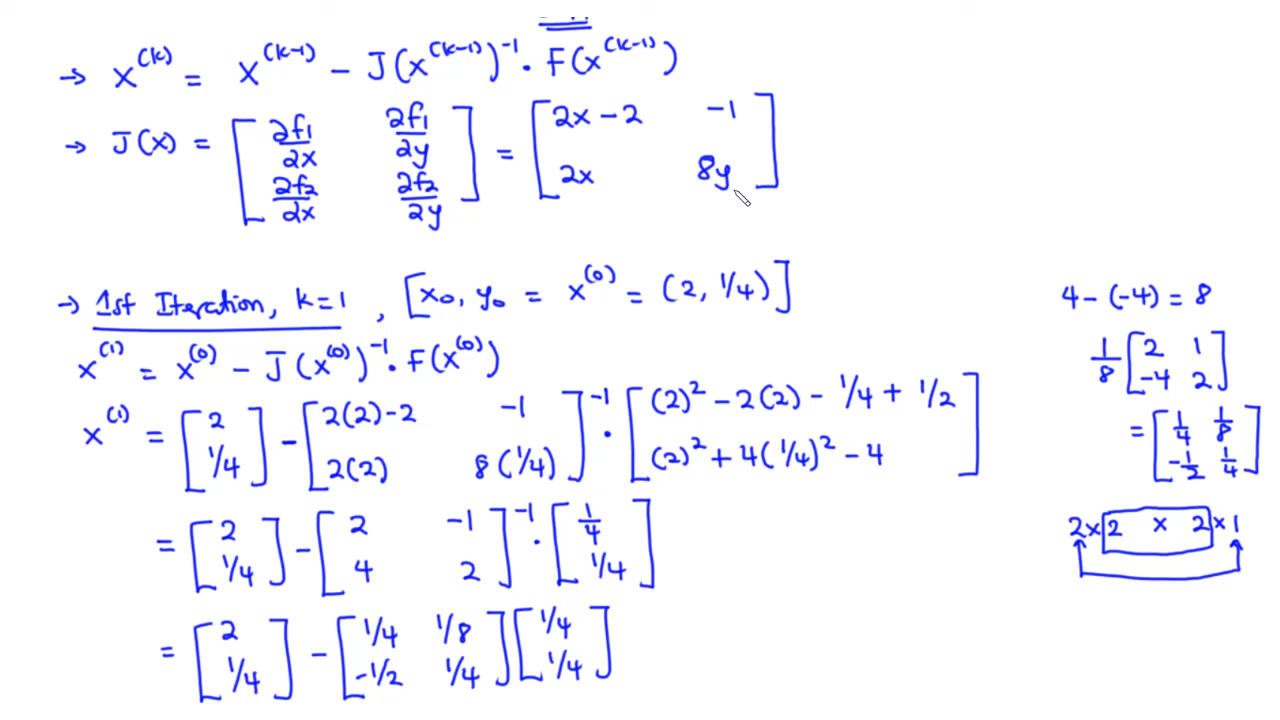 → x^(k) = x^(k-1) - J(x^(k-1))^-1 · F(x^(k-1))
→ J(x) = [ ∂f1/∂x ∂f1/∂y ; ∂f2/∂x ∂f2/∂y ] = [ 2x-2 -1 ; 2x 8y ]
→ 1st Iteration, k=1, [x0, y0 = x^(0) = (2, 1/4)]
x^(1) = x^(0) - J(x^(0))^-1 · F(x^(0))
x^(1) = [ 2 ; 1/4 ] - [ 2(2)-2 -1 ; 2(2) 8(1/4) ]^-1 · [ (2)^2 - 2(2) - 1/4 + 1/2 ; (2)^2 + 4(1/4)^2 - 4 ]
= [ 2 ; 1/4 ] - [ 2 -1 ; 4 2 ]^-1 · [ 1/4 ; 1/4 ]
= [ 2 ; 1/4 ] - [ 1/4 1/8 ; -1/2 1/4 ] [ 1/4 ; 1/4 ]
4 - (-4) = 8
1/8 [ 2 1 ; -4 2 ]
= [ 1/4 1/8 ; -1/2 1/4 ]
2×2 × 2×1